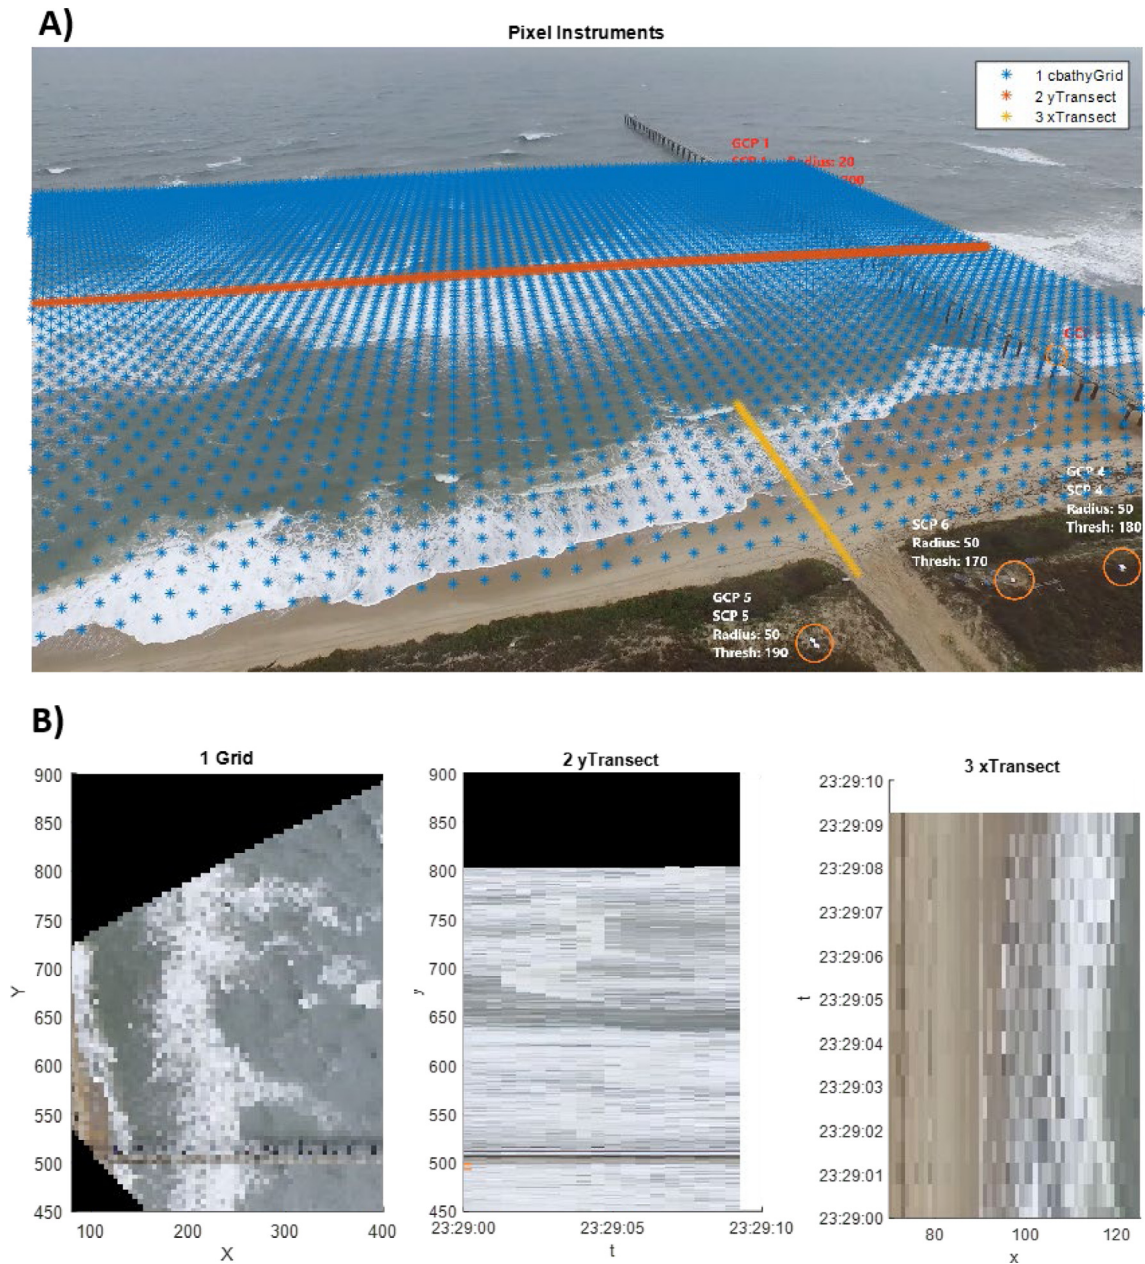 A)
Pixel Instruments
1 cbathyGrid
2 yTransect
3 xTransect
GCP 1
Radius: 20
GCP 4
SCP 4
Radius: 50
Thresh: 180
SCP 6
Radius: 50
Thresh: 170
GCP 5
SCP 5
Radius: 50
Thresh: 190
B)
1 Grid
900
850
800
750
700
650
600
550
500
450
Y
100
200
300
400
X
2 yTransect
900
850
800
750
700
650
600
550
500
450
y
23:29:00
23:29:05
23:29:10
t
3 xTransect
23:29:10
23:29:09
23:29:08
23:29:07
23:29:06
23:29:05
23:29:04
23:29:03
23:29:02
23:29:01
23:29:00
t
80
100
120
x